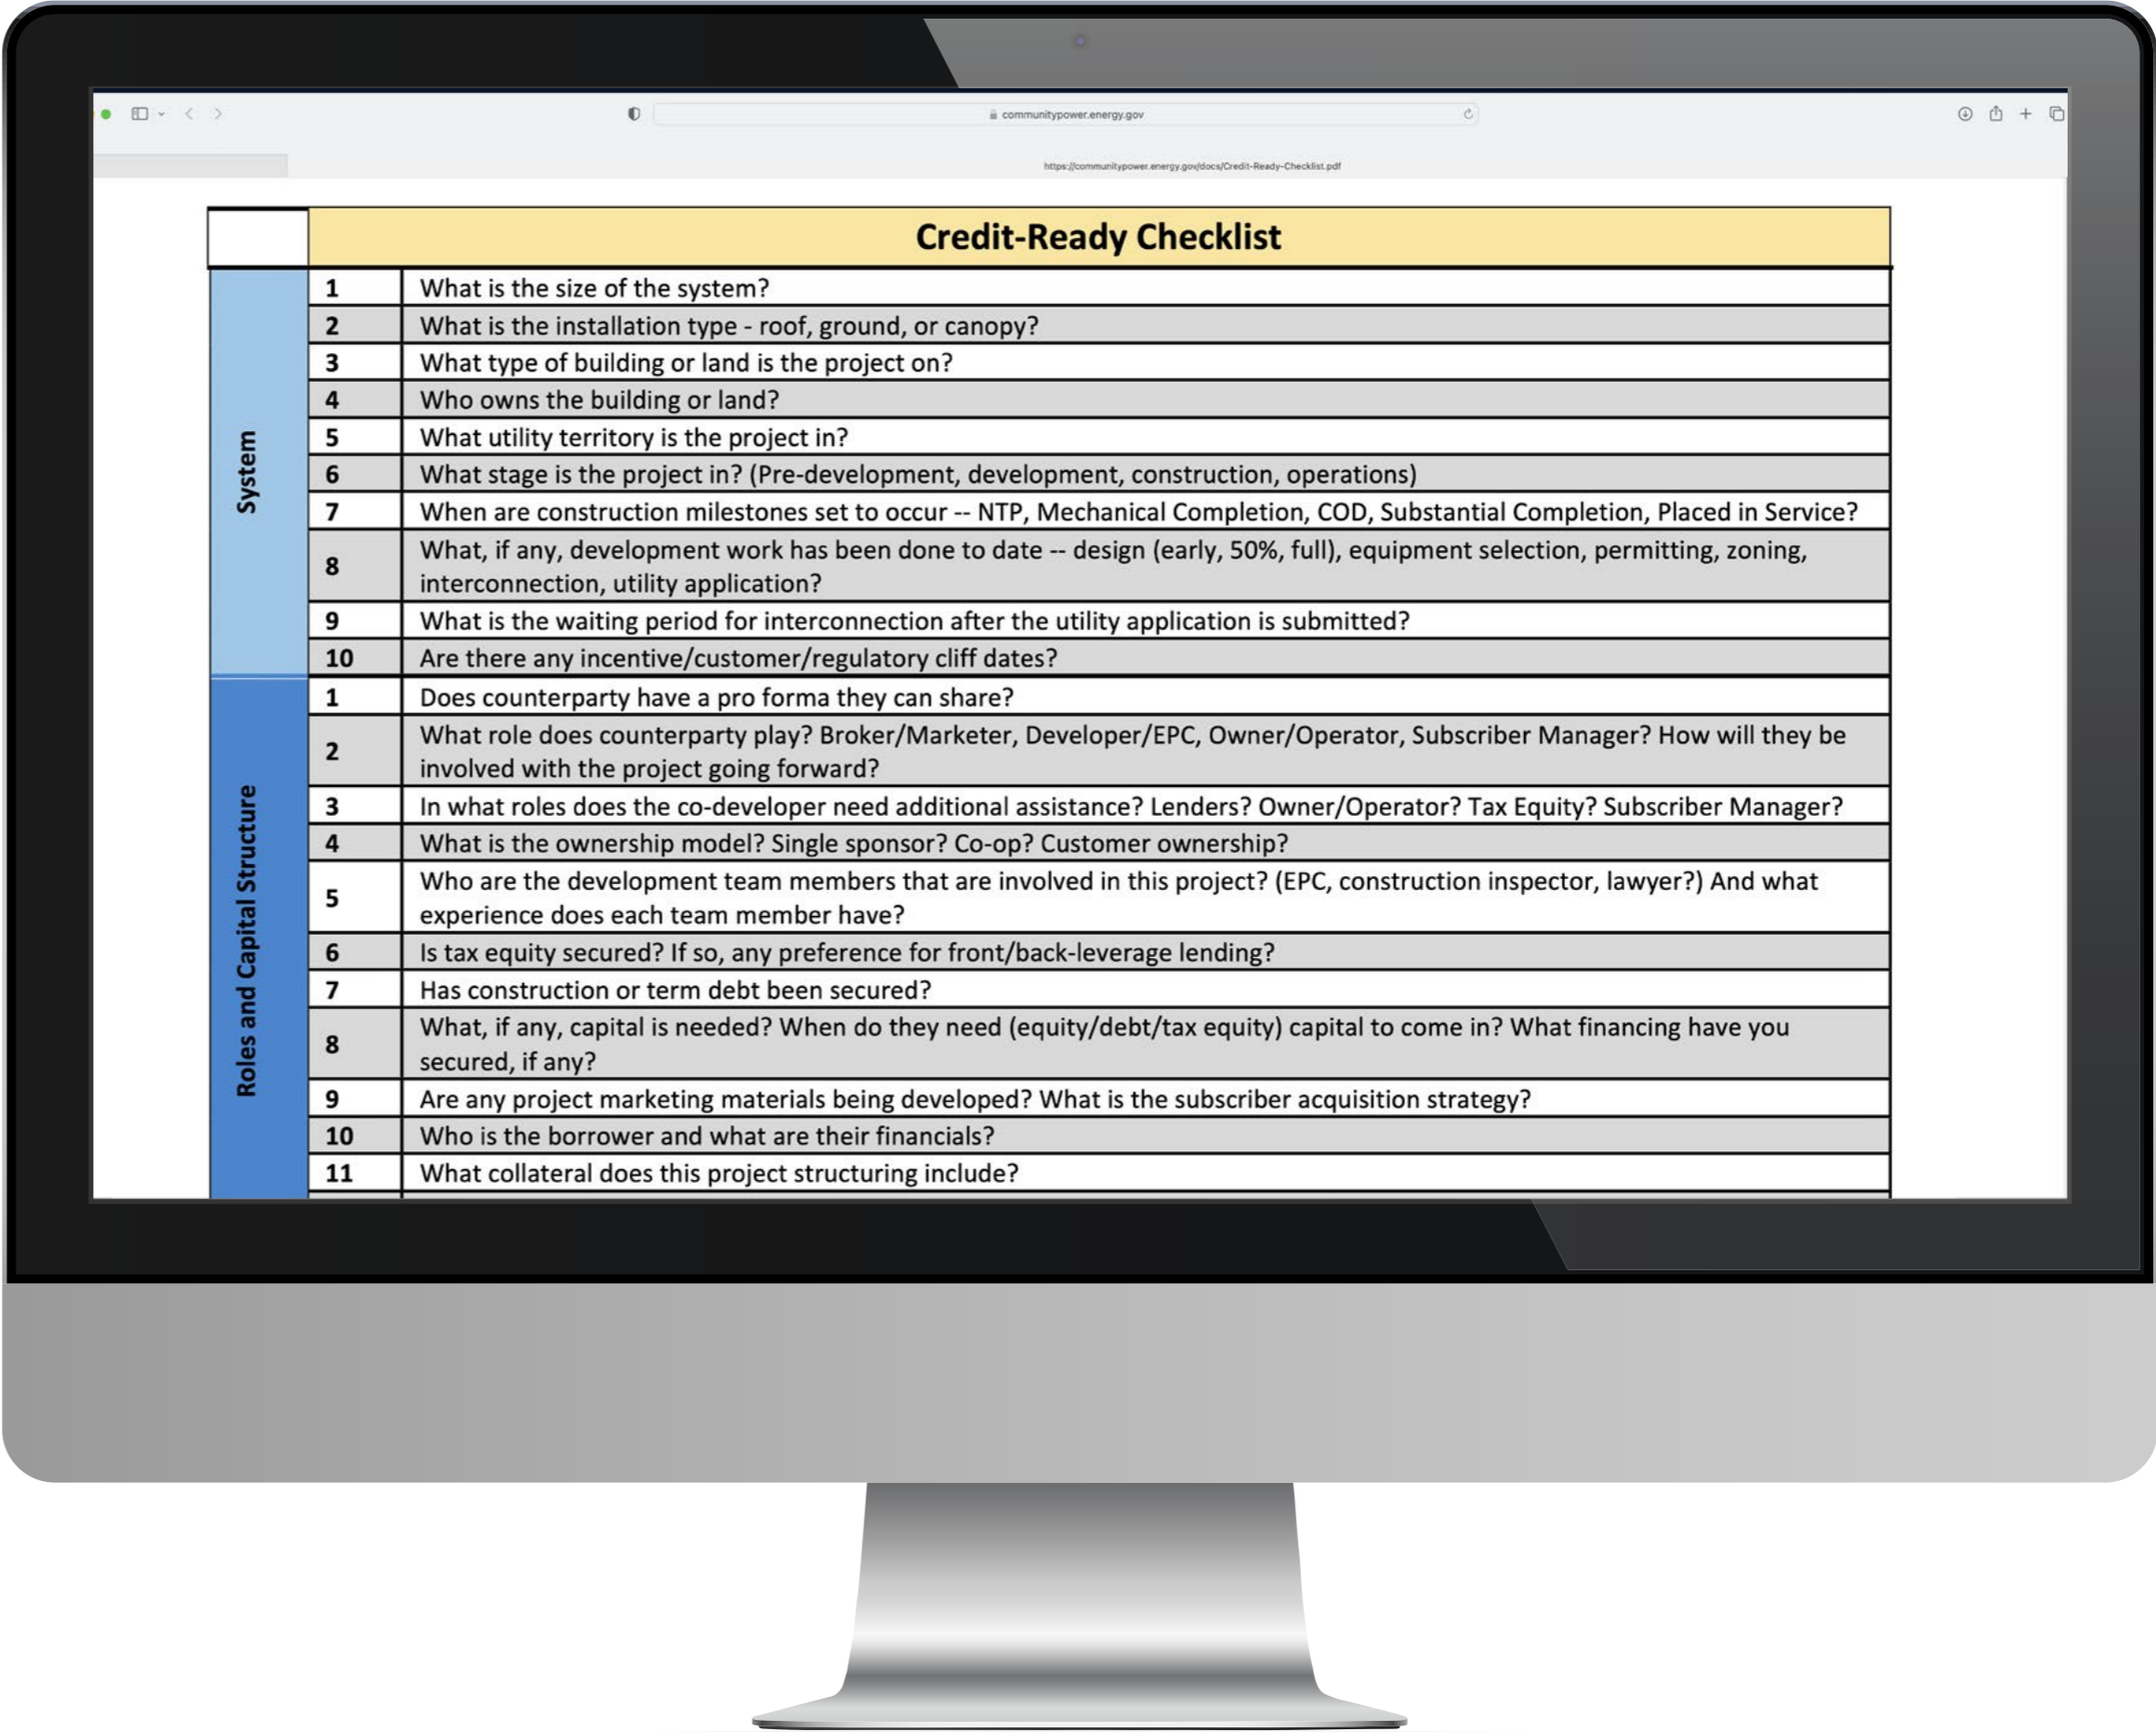 communitypower.energy.gov
https://communitypower.energy.gov/docs/Credit-Ready-Checklist.pdf
Credit-Ready Checklist
System
1 What is the size of the system?
2 What is the installation type - roof, ground, or canopy?
3 What type of building or land is the project on?
4 Who owns the building or land?
5 What utility territory is the project in?
6 What stage is the project in? (Pre-development, development, construction, operations)
7 When are construction milestones set to occur -- NTP, Mechanical Completion, COD, Substantial Completion, Placed in Service?
8 What, if any, development work has been done to date -- design (early, 50%, full), equipment selection, permitting, zoning,
interconnection, utility application?
9 What is the waiting period for interconnection after the utility application is submitted?
10 Are there any incentive/customer/regulatory cliff dates?
Roles and Capital Structure
1 Does counterparty have a pro forma they can share?
2 What role does counterparty play? Broker/Marketer, Developer/EPC, Owner/Operator, Subscriber Manager? How will they be
involved with the project going forward?
3 In what roles does the co-developer need additional assistance? Lenders? Owner/Operator? Tax Equity? Subscriber Manager?
4 What is the ownership model? Single sponsor? Co-op? Customer ownership?
5 Who are the development team members that are involved in this project? (EPC, construction inspector, lawyer?) And what
experience does each team member have?
6 Is tax equity secured? If so, any preference for front/back-leverage lending?
7 Has construction or term debt been secured?
8 What, if any, capital is needed? When do they need (equity/debt/tax equity) capital to come in? What financing have you
secured, if any?
9 Are any project marketing materials being developed? What is the subscriber acquisition strategy?
10 Who is the borrower and what are their financials?
11 What collateral does this project structuring include?